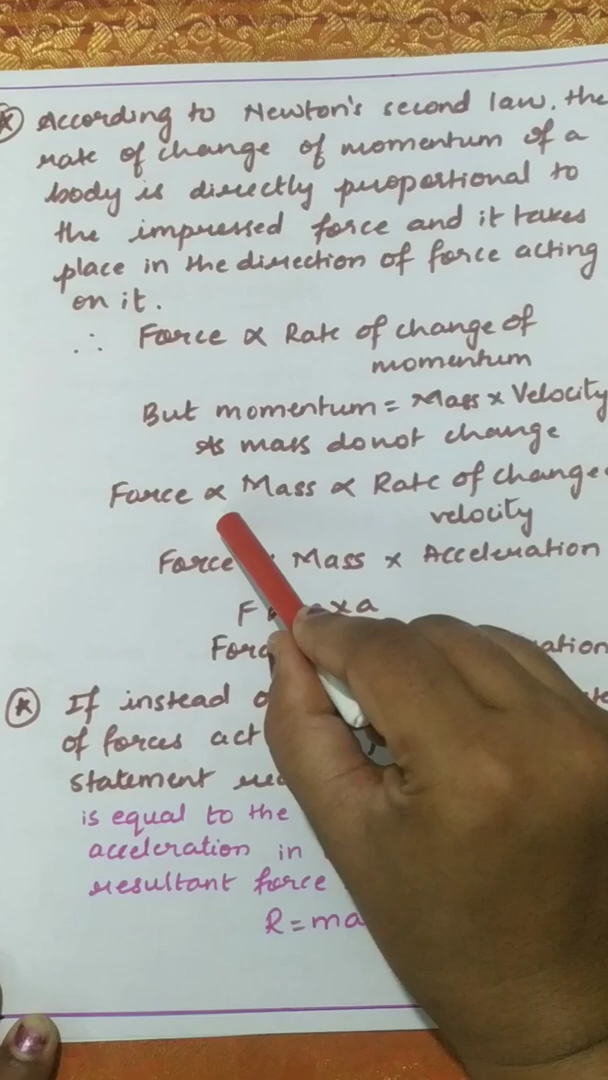 According to Newton's second law. the
rate of change of momentum of a
body is directly proportional to
the impressed force and it takes
place in the direction of force acting
on it.
∴ Force ∝ Rate of change of
momentum
But momentum = Mass × Velocity
As mass do not change
Force ∝ Mass ∝ Rate of change
velocity
Force Mass × Acceleration
F × a
If instead
of forces act
statement
is equal to the
acceleration in
resultant force
R = ma